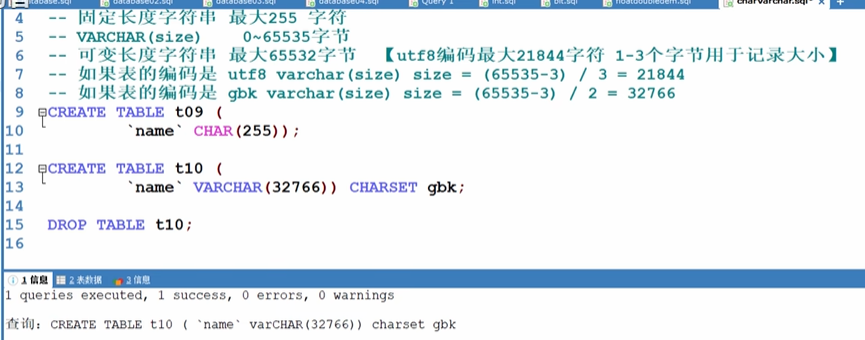 database02.sql database03.sql database04.sql Query 1 int.sql bit.sql charvarchar.sql*
4 -- 固定长度字符串 最大255 字符
5 -- VARCHAR(size) 0~65535字节
6 -- 可变长度字符串 最大65532字节 【utf8编码最大21844字符 1-3个字节用于记录大小】
7 -- 如果表的编码是 utf8 varchar(size) size = (65535-3) / 3 = 21844
8 -- 如果表的编码是 gbk varchar(size) size = (65535-3) / 2 = 32766
9 CREATE TABLE t09 (
10 `name` CHAR(255));
11
12 CREATE TABLE t10 (
13 `name` VARCHAR(32766)) CHARSET gbk;
14
15 DROP TABLE t10;
16
1 信息 2 表数据 3 信息
1 queries executed, 1 success, 0 errors, 0 warnings
查询: CREATE TABLE t10 ( `name` varCHAR(32766)) charset gbk